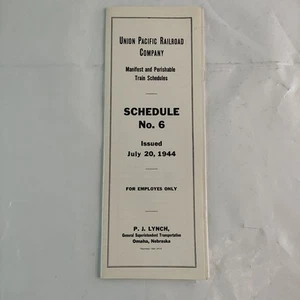 UNION PACIFIC RAILROAD
COMPANY
Manifest and Perishable
Train Schedules
SCHEDULE
No. 6
Issued
July 20, 1944
FOR EMPLOYES ONLY
P. J. LYNCH,
General Superintendent Transportation
Omaha, Nebraska